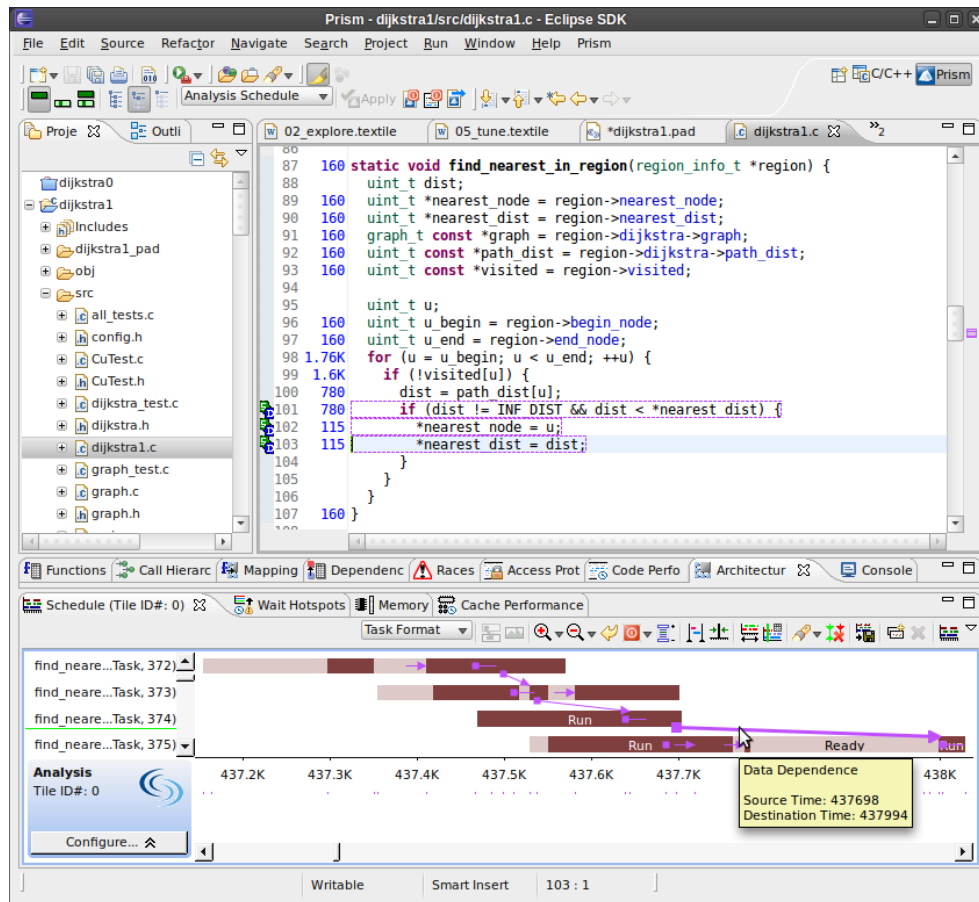 Prism - dijkstra1/src/dijkstra1.c - Eclipse SDK
File Edit Source Refactor Navigate Search Project Run Window Help Prism
C/C++ Prism
Analysis Schedule Apply
Proje Outli 02_explore.textile 05_tune.textile *dijkstra1.pad dijkstra1.c »2
86
87 160 static void find_nearest_in_region(region_info_t *region) {
dijkstra0 88 uint_t dist;
dijkstra1 89 160 uint_t *nearest_node = region->nearest_node;
Includes 90 160 uint_t *nearest_dist = region->nearest_dist;
dijkstra1_pad 91 160 graph_t const *graph = region->dijkstra->graph;
obj 92 160 uint_t const *path_dist = region->dijkstra->path_dist;
src 93 160 uint_t const *visited = region->visited;
94
all_tests.c 95 uint_t u;
config.h 96 160 uint_t u_begin = region->begin_node;
CuTest.c 97 160 uint_t u_end = region->end_node;
CuTest.h 98 1.76K for (u = u_begin; u < u_end; ++u) {
99 1.6K if (!visited[u]) {
dijkstra_test.c 100 780 dist = path_dist[u];
dijkstra.h 101 780 if (dist != INF_DIST && dist < *nearest_dist) {
dijkstra1.c 102 115 *nearest_node = u;
103 115 *nearest_dist = dist;
graph_test.c 104 }
graph.c 105 }
graph.h 106 }
107 160 }
Functions Call Hierarc Mapping Dependenc Races Access Prot Code Perfo Architectur Console
Schedule (Tile ID#: 0) Wait Hotspots Memory Cache Performance
Task Format
find_neare...Task, 372)
find_neare...Task, 373)
find_neare...Task, 374) Run
find_neare...Task, 375) Run Ready Run
Analysis
Tile ID#: 0
437.2K 437.3K 437.4K 437.5K 437.6K 437.7K 438K
Data Dependence
Source Time: 437698
Destination Time: 437994
Configure...
Writable Smart Insert 103 : 1